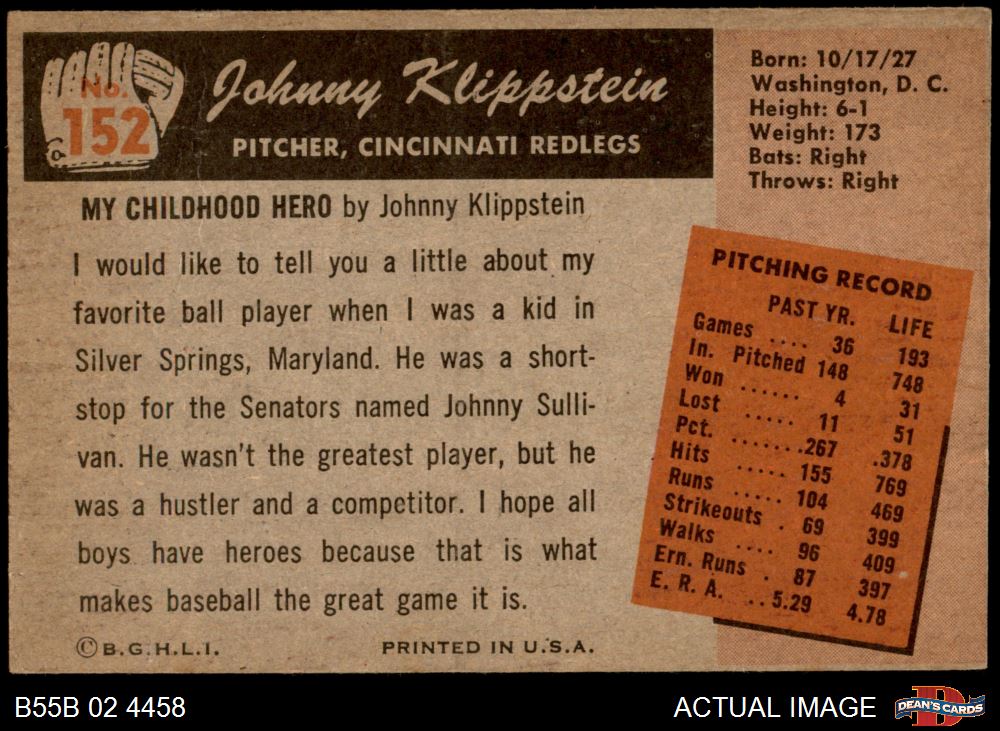 No.
152
Johnny Klippstein
PITCHER, CINCINNATI REDLEGS
Born: 10/17/27
Washington, D. C.
Height: 6-1
Weight: 173
Bats: Right
Throws: Right
MY CHILDHOOD HERO by Johnny Klippstein
I would like to tell you a little about my
favorite ball player when I was a kid in
Silver Springs, Maryland. He was a short-
stop for the Senators named Johnny Sulli-
van. He wasn't the greatest player, but he
was a hustler and a competitor. I hope all
boys have heroes because that is what
makes baseball the great game it is.
©B.G.H.L.I. PRINTED IN U.S.A.
PITCHING RECORD
PAST YR. LIFE
Games .... 36 193
In. Pitched 148 748
Won ...... 4 31
Lost ..... 11 51
Pct. .......267 .378
Hits ..... 155 769
Runs ..... 104 469
Strikeouts . 69 399
Walks .... 96 409
Ern. Runs . 87 397
E. R. A. ..5.29 4.78
B55B 02 4458
ACTUAL IMAGE
D
DEAN'S CARDS